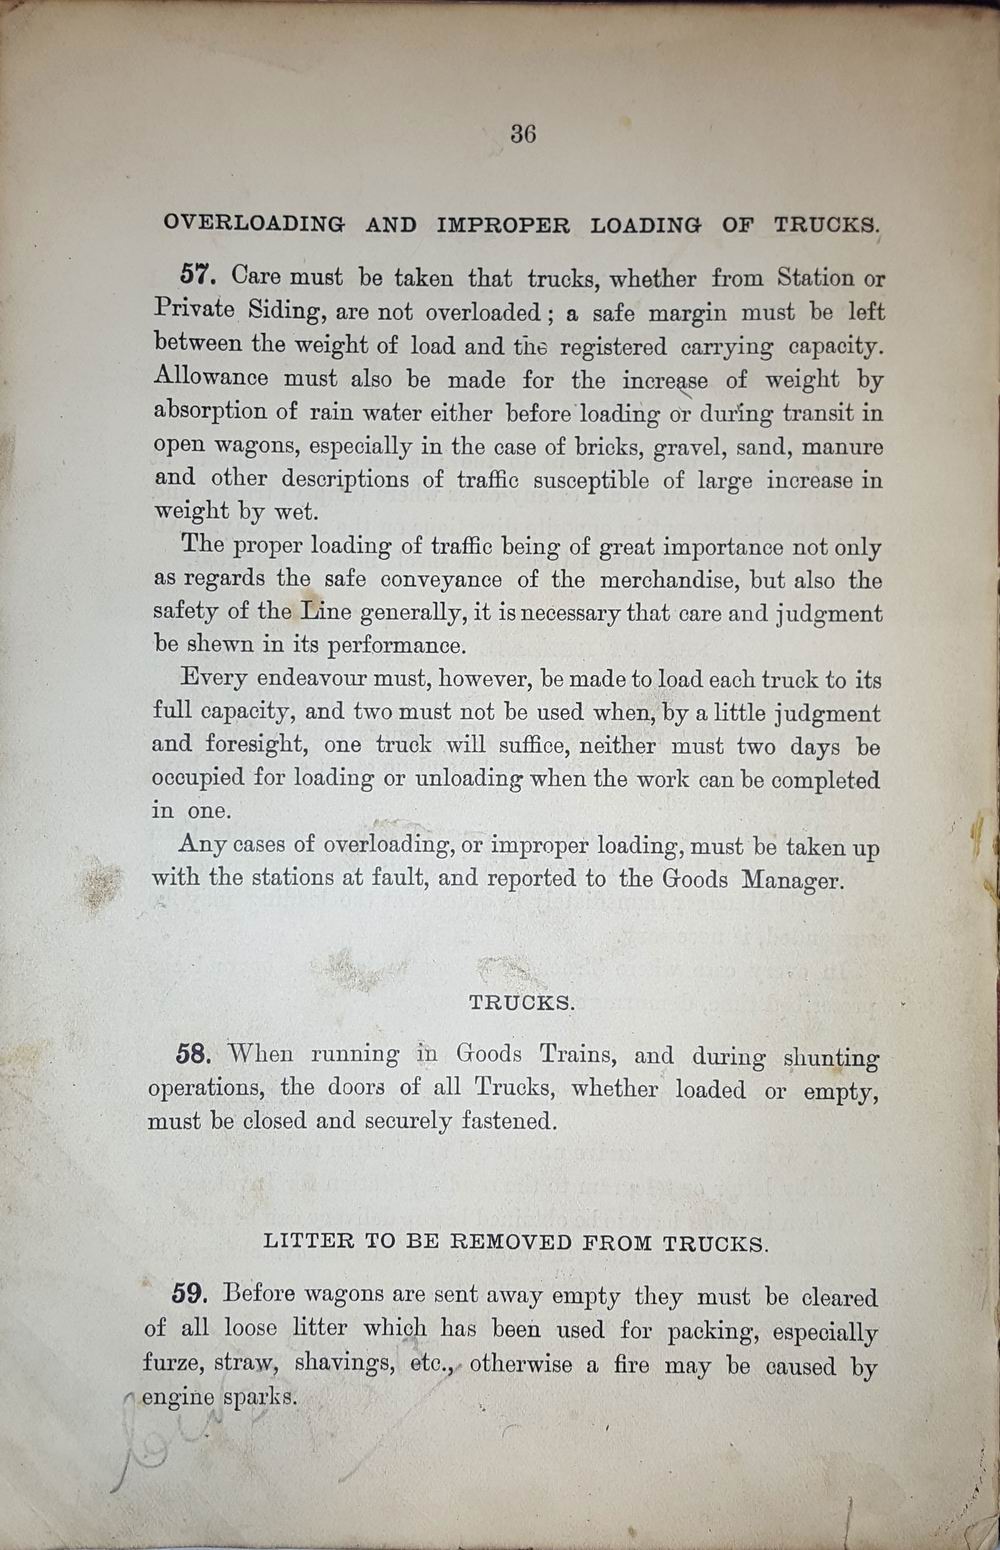 36
OVERLOADING AND IMPROPER LOADING OF TRUCKS.
57. Care must be taken that trucks, whether from Station or
Private Siding, are not overloaded; a safe margin must be left
between the weight of load and the registered carrying capacity.
Allowance must also be made for the increase of weight by
absorption of rain water either before loading or during transit in
open wagons, especially in the case of bricks, gravel, sand, manure
and other descriptions of traffic susceptible of large increase in
weight by wet.
The proper loading of traffic being of great importance not only
as regards the safe conveyance of the merchandise, but also the
safety of the Line generally, it is necessary that care and judgment
be shewn in its performance.
Every endeavour must, however, be made to load each truck to its
full capacity, and two must not be used when, by a little judgment
and foresight, one truck will suffice, neither must two days be
occupied for loading or unloading when the work can be completed
in one.
Any cases of overloading, or improper loading, must be taken up
with the stations at fault, and reported to the Goods Manager.
TRUCKS.
58. When running in Goods Trains, and during shunting
operations, the doors of all Trucks, whether loaded or empty,
must be closed and securely fastened.
LITTER TO BE REMOVED FROM TRUCKS.
59. Before wagons are sent away empty they must be cleared
of all loose litter which has been used for packing, especially
furze, straw, shavings, etc., otherwise a fire may be caused by
engine sparks.